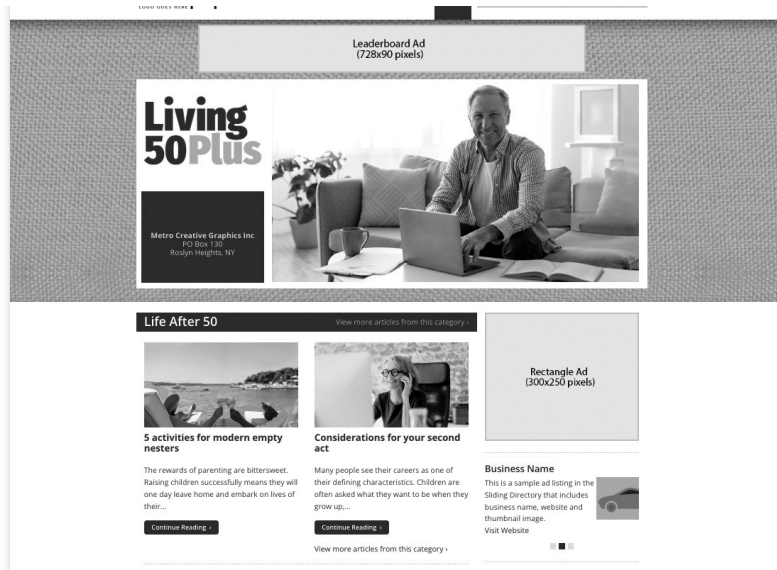 LOGO GOES HERE
Leaderboard Ad
(728x90 pixels)
Living
50Plus
Metro Creative Graphics Inc
PO Box 130
Roslyn Heights, NY
Life After 50
View more articles from this category ›
5 activities for modern empty
nesters
The rewards of parenting are bittersweet.
Raising children successfully means they will
one day leave home and embark on lives of
their...
Continue Reading ›
Considerations for your second
act
Many people see their careers as one of
their defining characteristics. Children are
often asked what they want to be when they
grow up,...
Continue Reading ›
View more articles from this category ›
Rectangle Ad
(300x250 pixels)
Business Name
This is a sample ad listing in the
Sliding Directory that includes
business name, website and
thumbnail image.
Visit Website